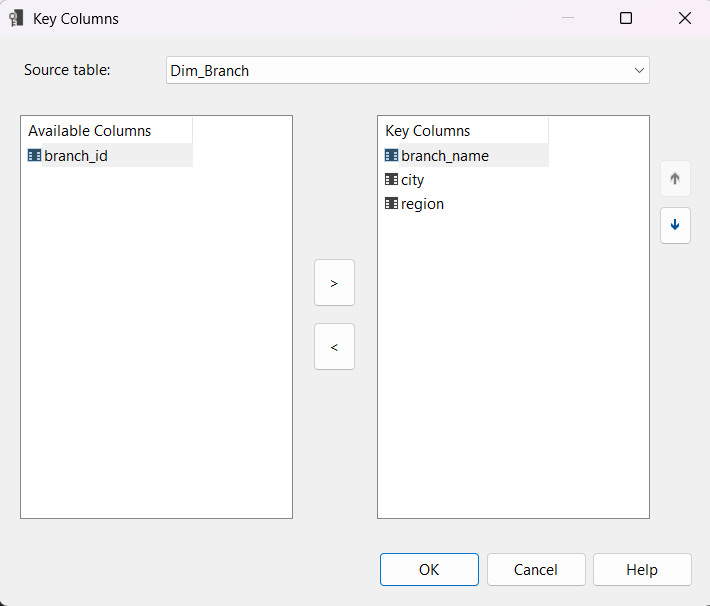 Key Columns
Source table: Dim_Branch
Available Columns
branch_id
>
<
Key Columns
branch_name
city
region
OK Cancel Help